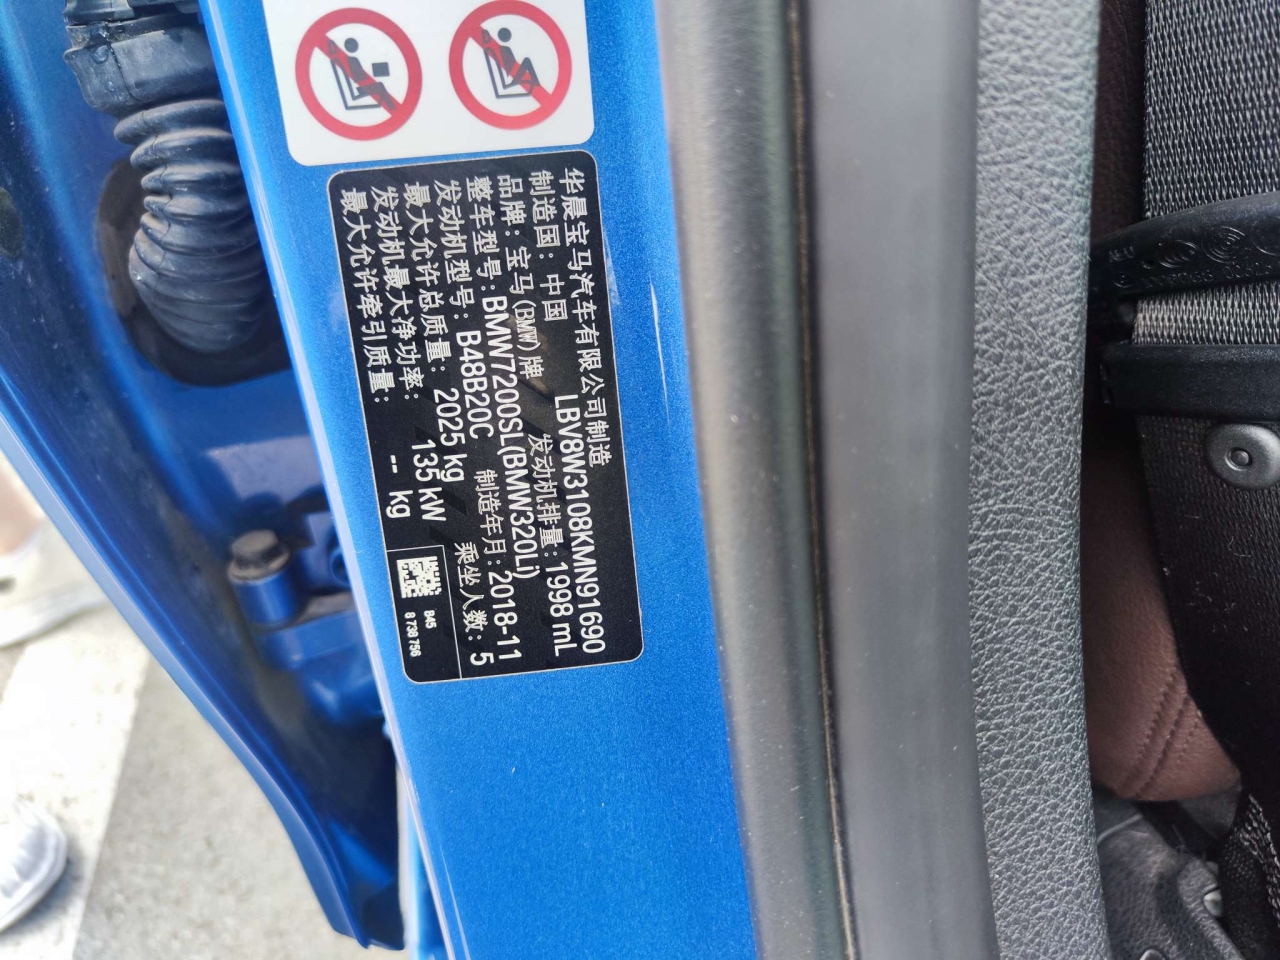 华晨宝马汽车有限公司制造
制造国：中国 LBV8W3108KMN91690
品牌：宝马(BMW)牌 发动机排量：1998 mL
整车型号：BMW7200SL(BMW320Li)
发动机型号：B48B20C 制造年月：2018-11
最大允许总质量：2025 kg 乘坐人数：5
发动机最大净功率：135 kW
最大允许牵引质量：-- kg
B45
8 738 756